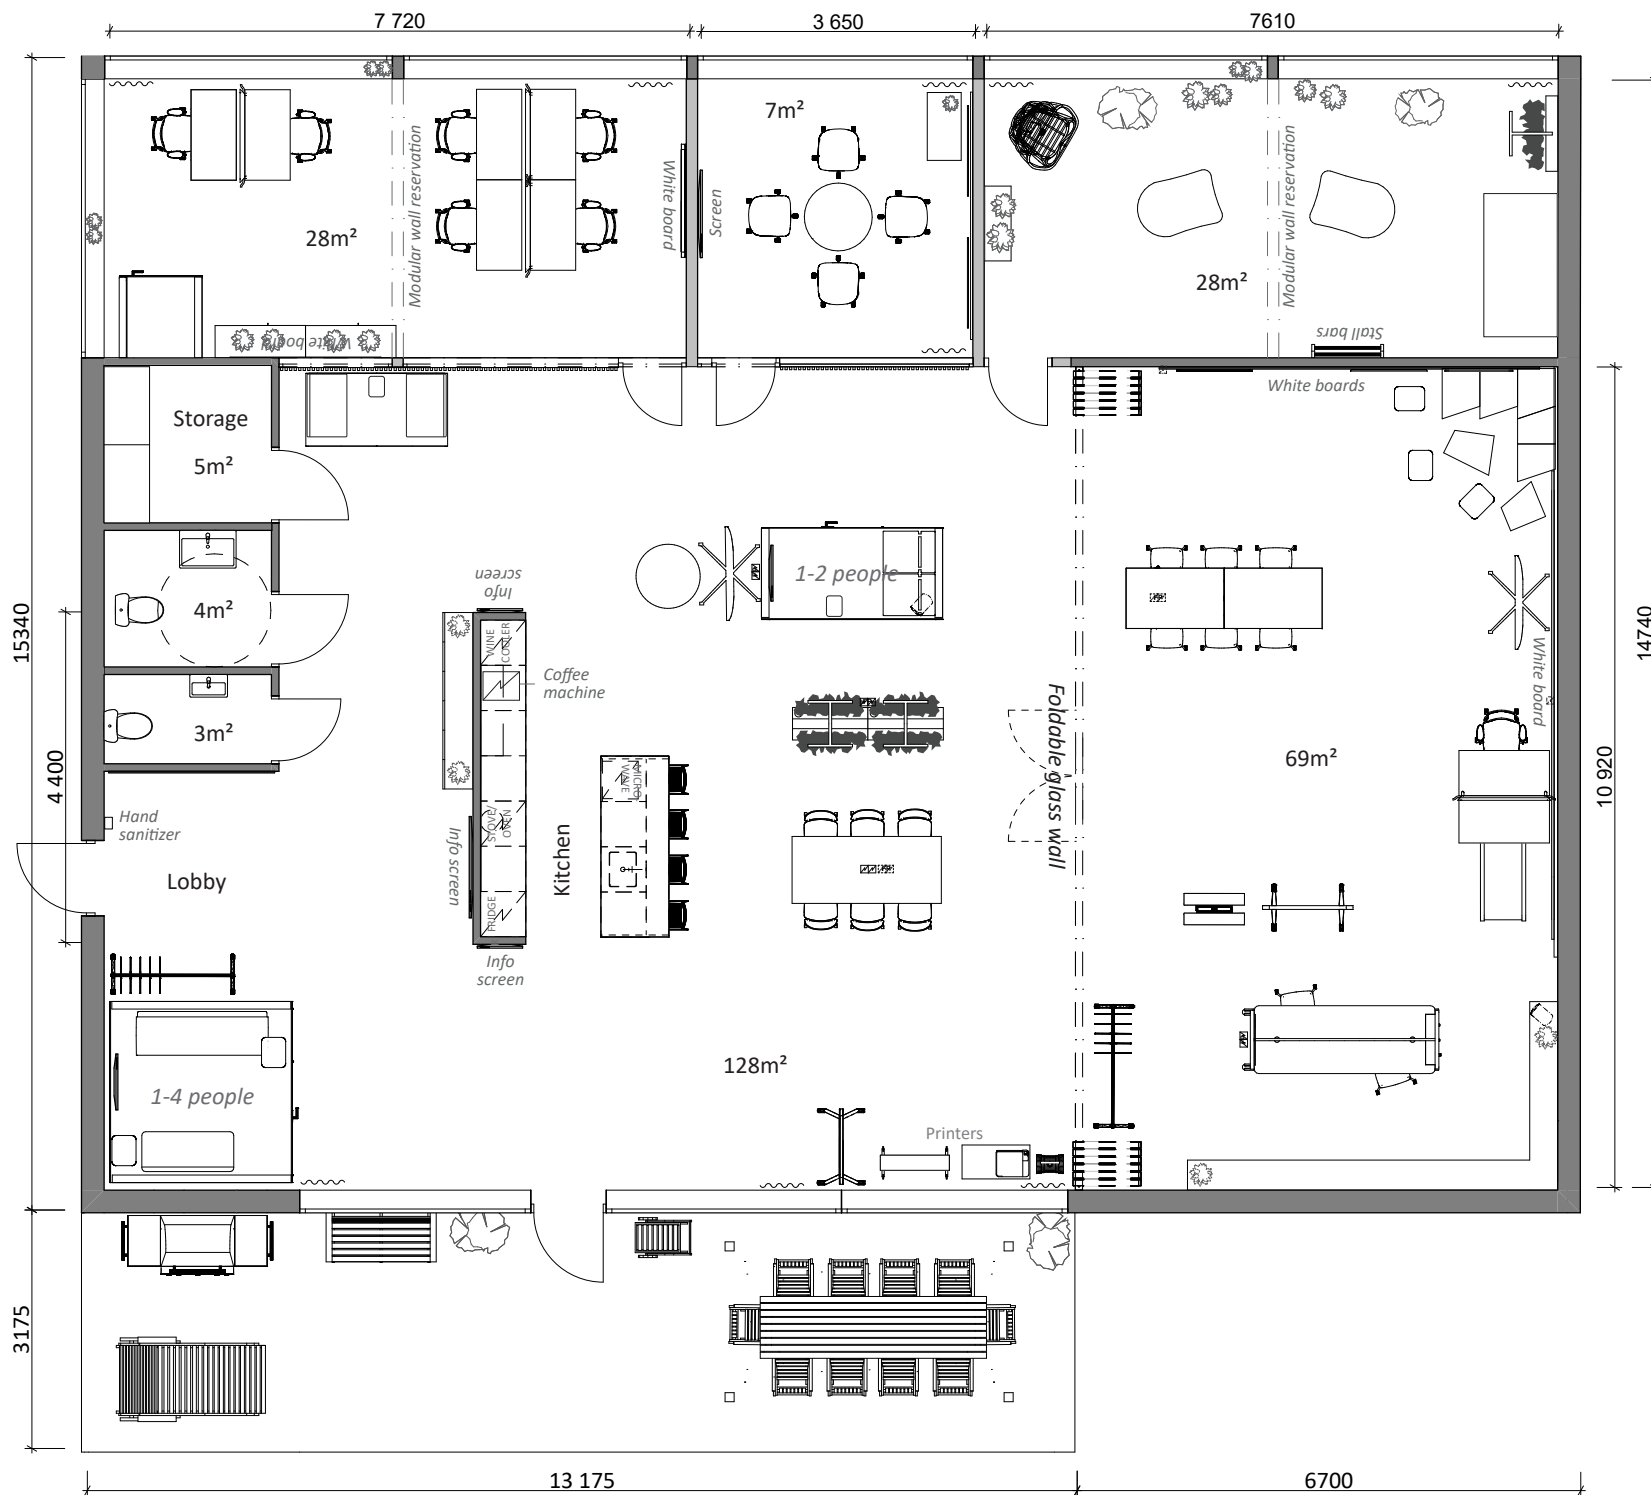 7 720
3 650
7610
7m²
28m²
Modular wall reservation
White board
Screen
28m²
Modular wall reservation
White board
Stall bars
White boards
Storage
5m²
15340
14740
Info
screen
1-2 people
4m²
WINE
COOLER
Coffee
machine
White board
3m²
Foldable glass wall
69m²
4 400
MICRO
WAVE
10 920
Hand
sanitizer
STOVE/
OVEN
Info screen
Kitchen
Lobby
FRIDGE
Info
screen
128m²
1-4 people
Printers
3175
13 175
6700